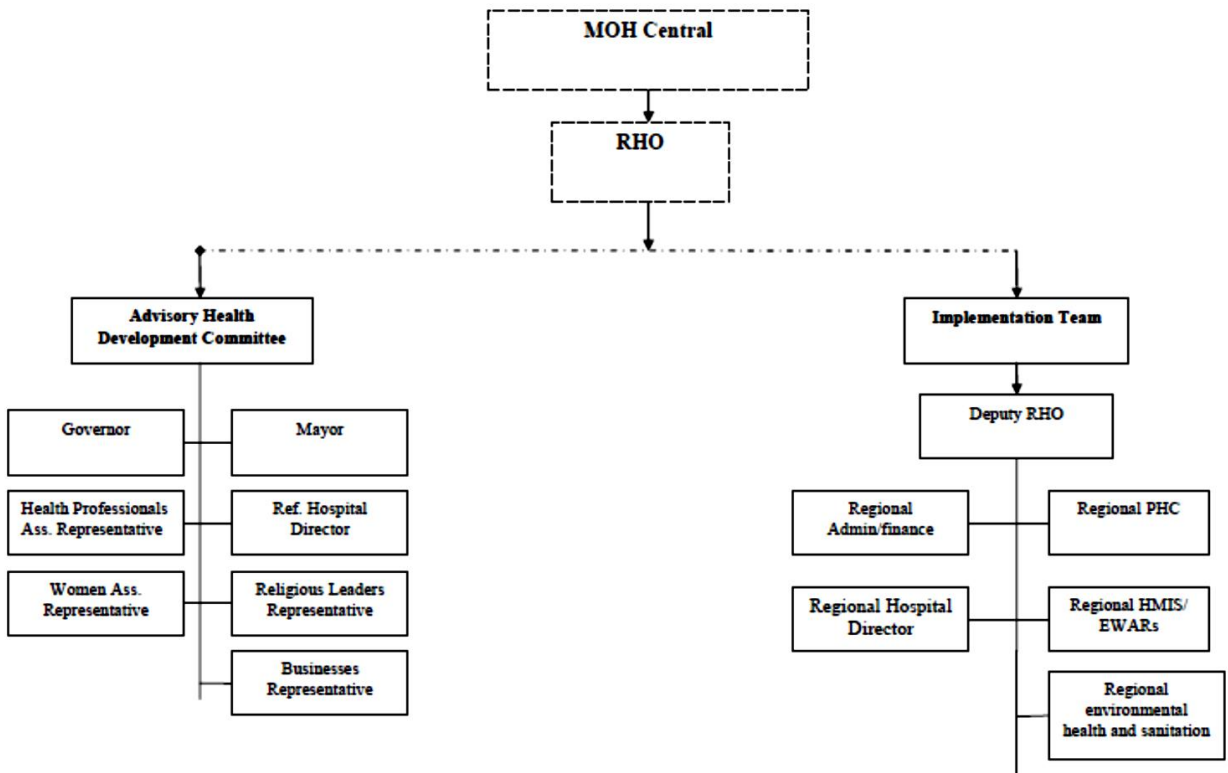 MOH Central
RHO
Advisory Health
Development Committee
Implementation Team
Governor
Mayor
Deputy RHO
Health Professionals
Ass. Representative
Ref. Hospital
Director
Regional
Admin/finance
Regional PHC
Women Ass.
Representative
Religious Leaders
Representative
Regional Hospital
Director
Regional HMIS/
EWARs
Businesses
Representative
Regional
environmental
health and sanitation